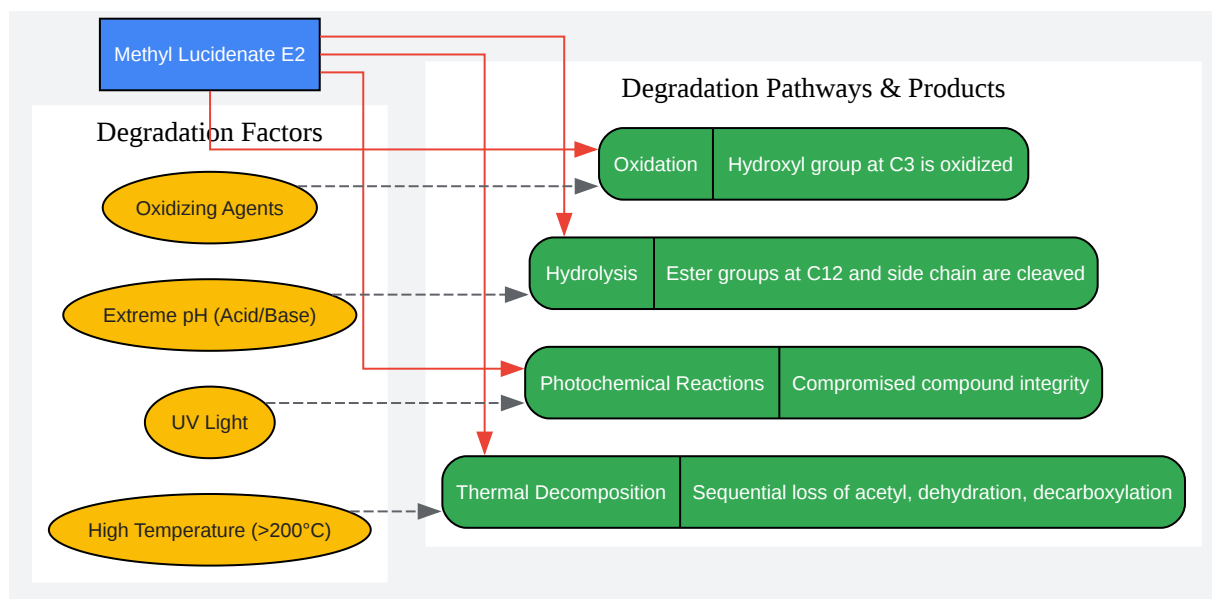 Methyl Lucidenate E2
Degradation Factors
Oxidizing Agents
Extreme pH (Acid/Base)
UV Light
High Temperature (>200°C)
Degradation Pathways & Products
Oxidation
Hydroxyl group at C3 is oxidized
Hydrolysis
Ester groups at C12 and side chain are cleaved
Photochemical Reactions
Compromised compound integrity
Thermal Decomposition
Sequential loss of acetyl, dehydration, decarboxylation